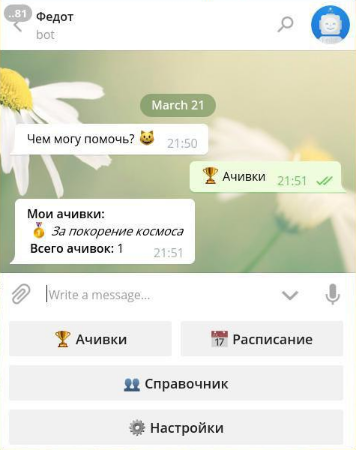 ..81
Федот
bot
March 21
Чем могу помочь? 😺 21:50
🏆 Ачивки 21:51
Мои ачивки:
🏅 За покорение космоса
Всего ачивок: 1
21:51
Write a message...
🏆 Ачивки
📅 Расписание
17
👥 Справочник
⚙️ Настройки